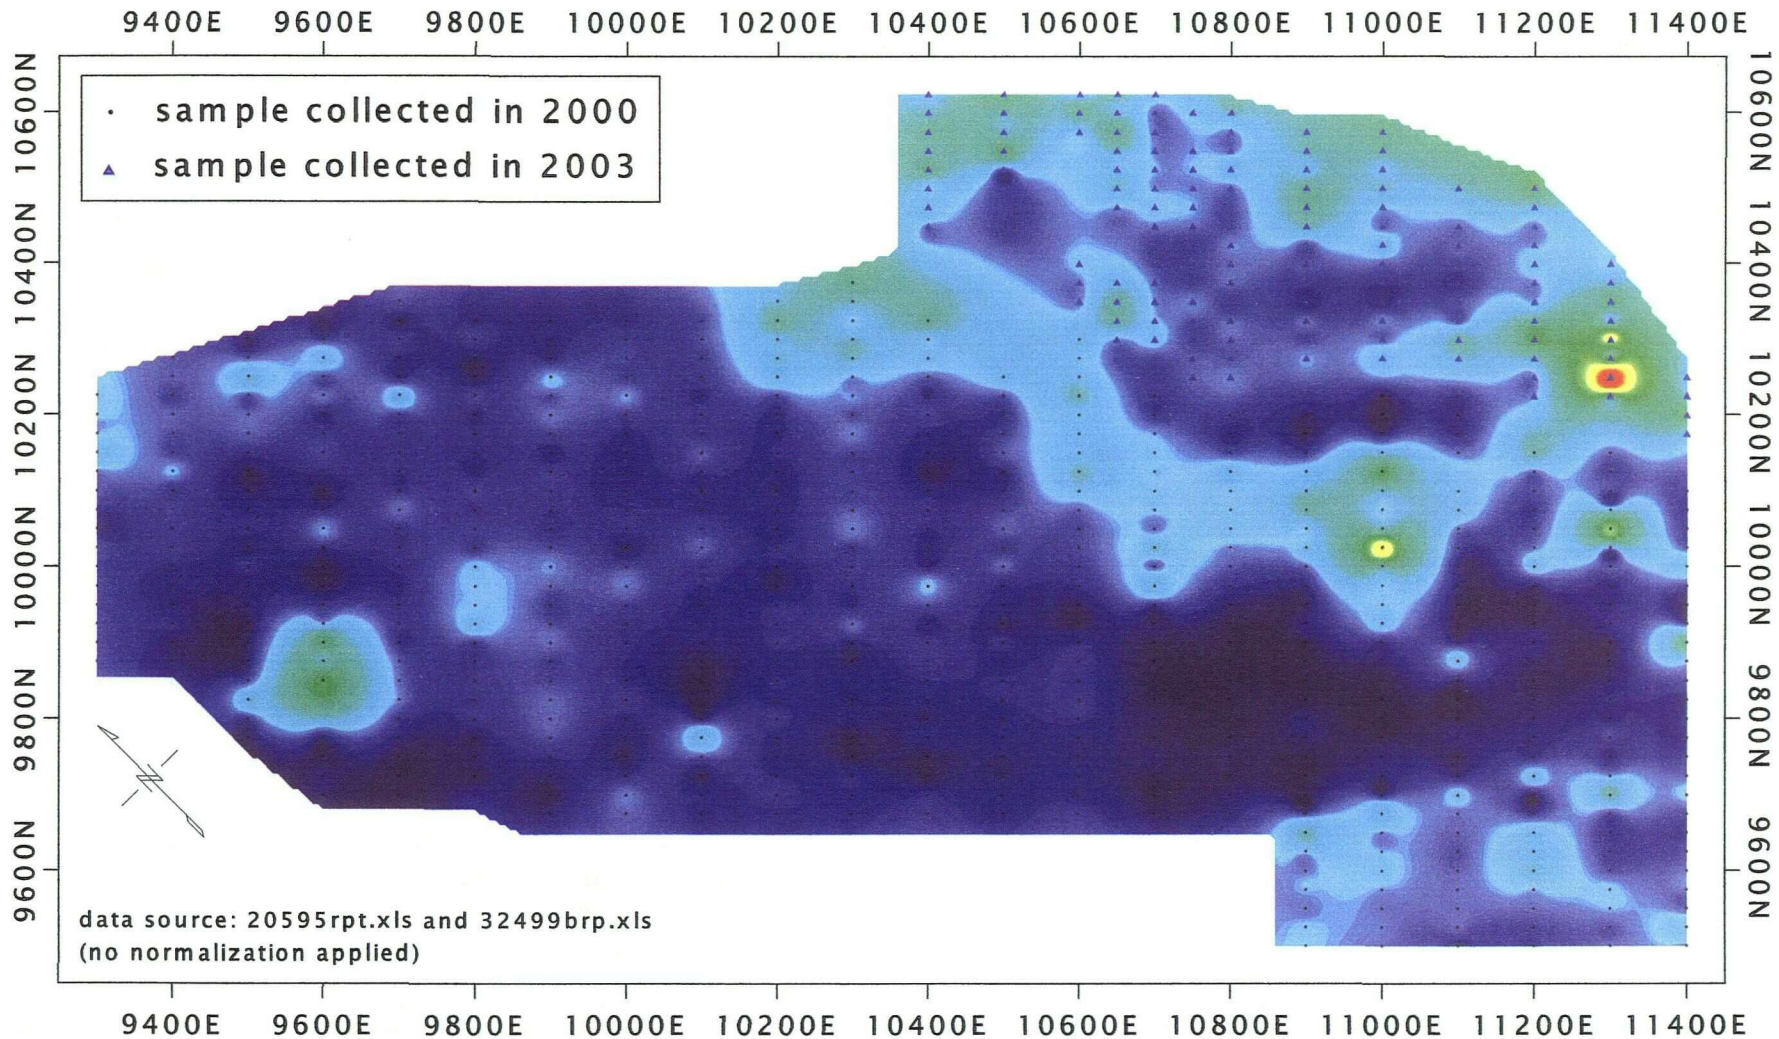 9400E 9600E 9800E 10000E 10200E 10400E 10600E 10800E 11000E 11200E 11400E
10600N 10400N 10200N 10000N 9800N 9600N
sample collected in 2000
sample collected in 2003
10600N 10400N 10200N 10000N 9800N 9600N
data source: 20595rpt.xls and 32499brp.xls
(no normalization applied)
9400E 9600E 9800E 10000E 10200E 10400E 10600E 10800E 11000E 11200E 11400E